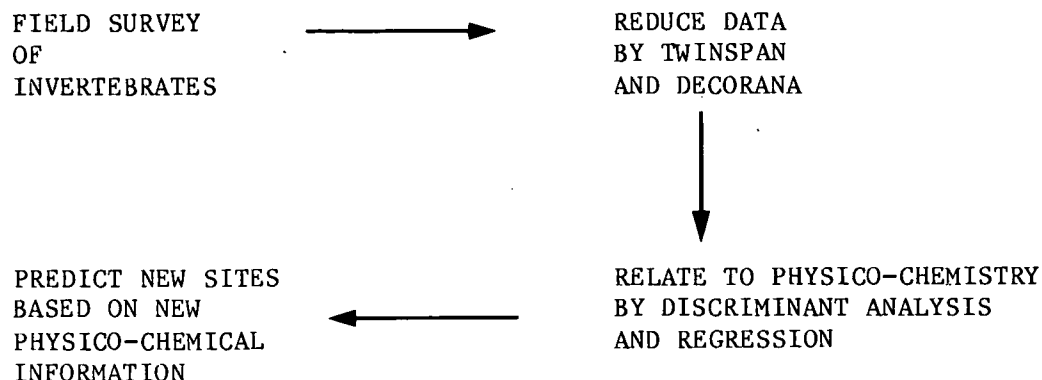 FIELD SURVEY
OF
INVERTEBRATES
REDUCE DATA
BY TWINSPAN
AND DECORANA
RELATE TO PHYSICO-CHEMISTRY
BY DISCRIMINANT ANALYSIS
AND REGRESSION
PREDICT NEW SITES
BASED ON NEW
PHYSICO-CHEMICAL
INFORMATION